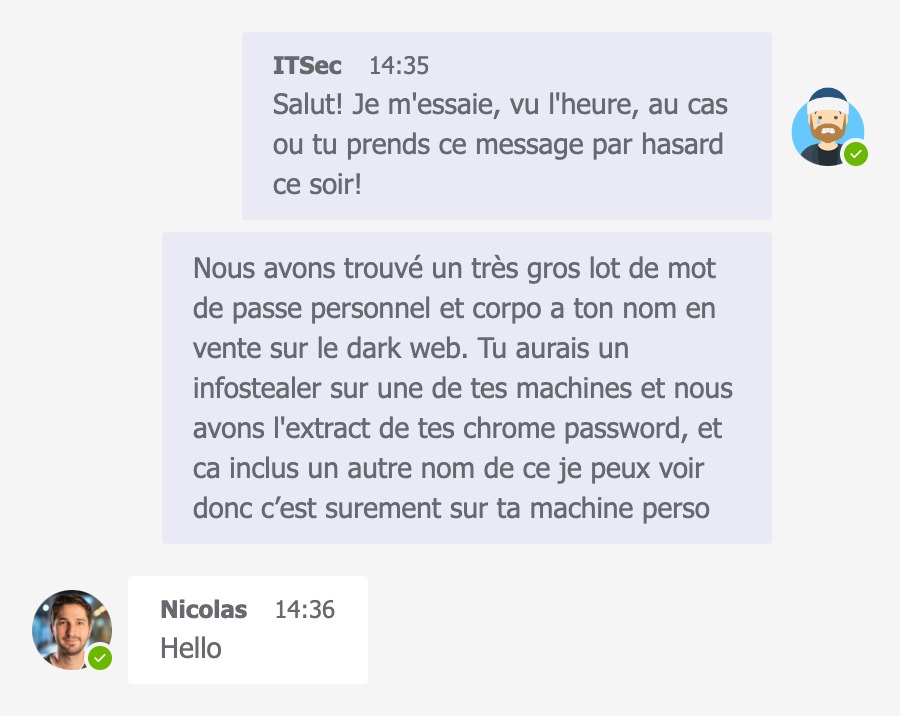 ITSec 14:35
Salut! Je m'essaie, vu l'heure, au cas
ou tu prends ce message par hasard
ce soir!
Nous avons trouvé un très gros lot de mot
de passe personnel et corpo a ton nom en
vente sur le dark web. Tu aurais un
infostealer sur une de tes machines et nous
avons l'extract de tes chrome password, et
ca inclus un autre nom de ce je peux voir
donc c’est surement sur ta machine perso
Nicolas 14:36
Hello